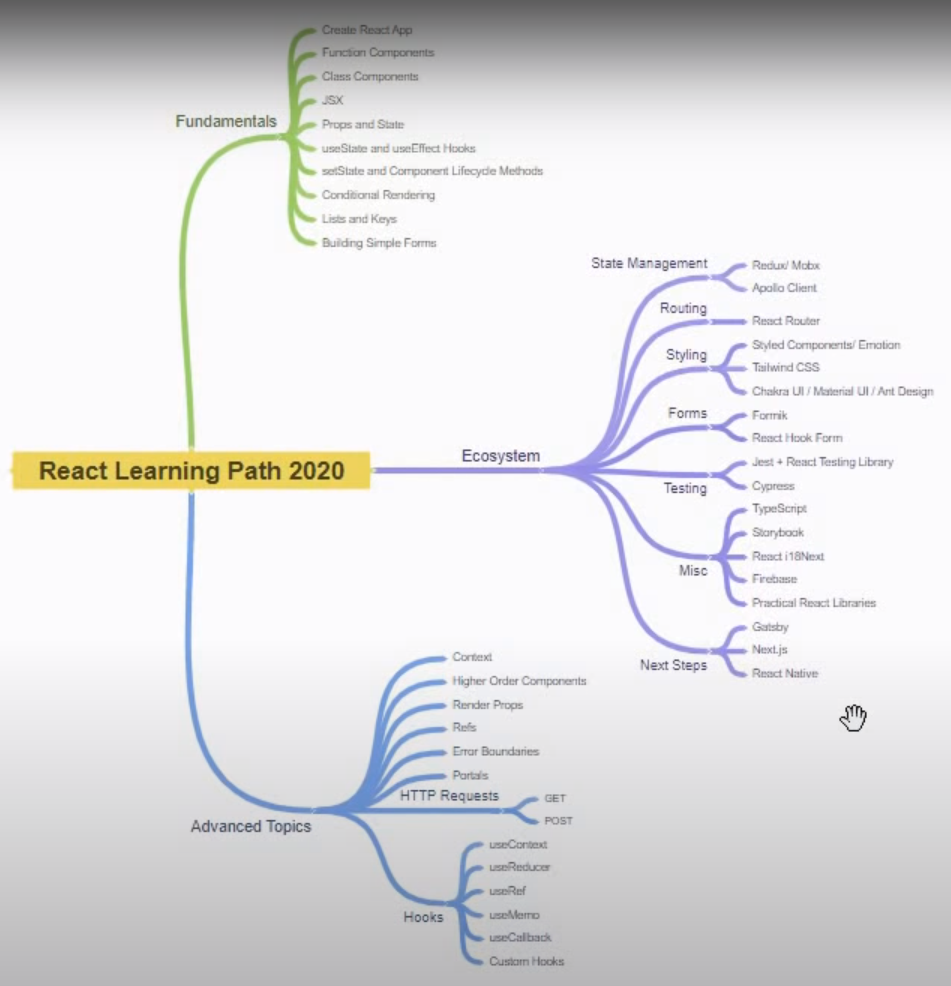 Create React App
Function Components
Class Components
JSX
Fundamentals
Props and State
useState and useEffect Hooks
setState and Component Lifecycle Methods
Conditional Rendering
Lists and Keys
Building Simple Forms
State Management
Redux/ Mobx
Apollo Client
Routing
React Router
Styling
Styled Components/ Emotion
Tailwind CSS
Chakra UI / Material UI / Ant Design
Forms
Formik
React Hook Form
React Learning Path 2020
Ecosystem
Testing
Jest + React Testing Library
Cypress
Misc
TypeScript
Storybook
React i18Next
Firebase
Practical React Libraries
Next Steps
Gatsby
Next.js
React Native
Advanced Topics
Context
Higher Order Components
Render Props
Refs
Error Boundaries
Portals
HTTP Requests
GET
POST
Hooks
useContext
useReducer
useRef
useMemo
useCallback
Custom Hooks